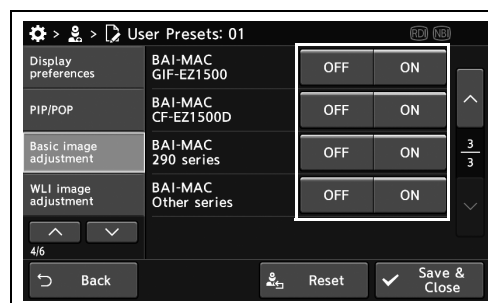 > > User Presets: 01
RDI NBI
Display
preferences
PIP/POP
Basic image
adjustment
WLI image
adjustment
4/6
BAI-MAC
GIF-EZ1500
OFF ON
BAI-MAC
CF-EZ1500D
OFF ON
BAI-MAC
290 series
OFF ON
BAI-MAC
Other series
OFF ON
3
3
Back
Reset
Save &
Close